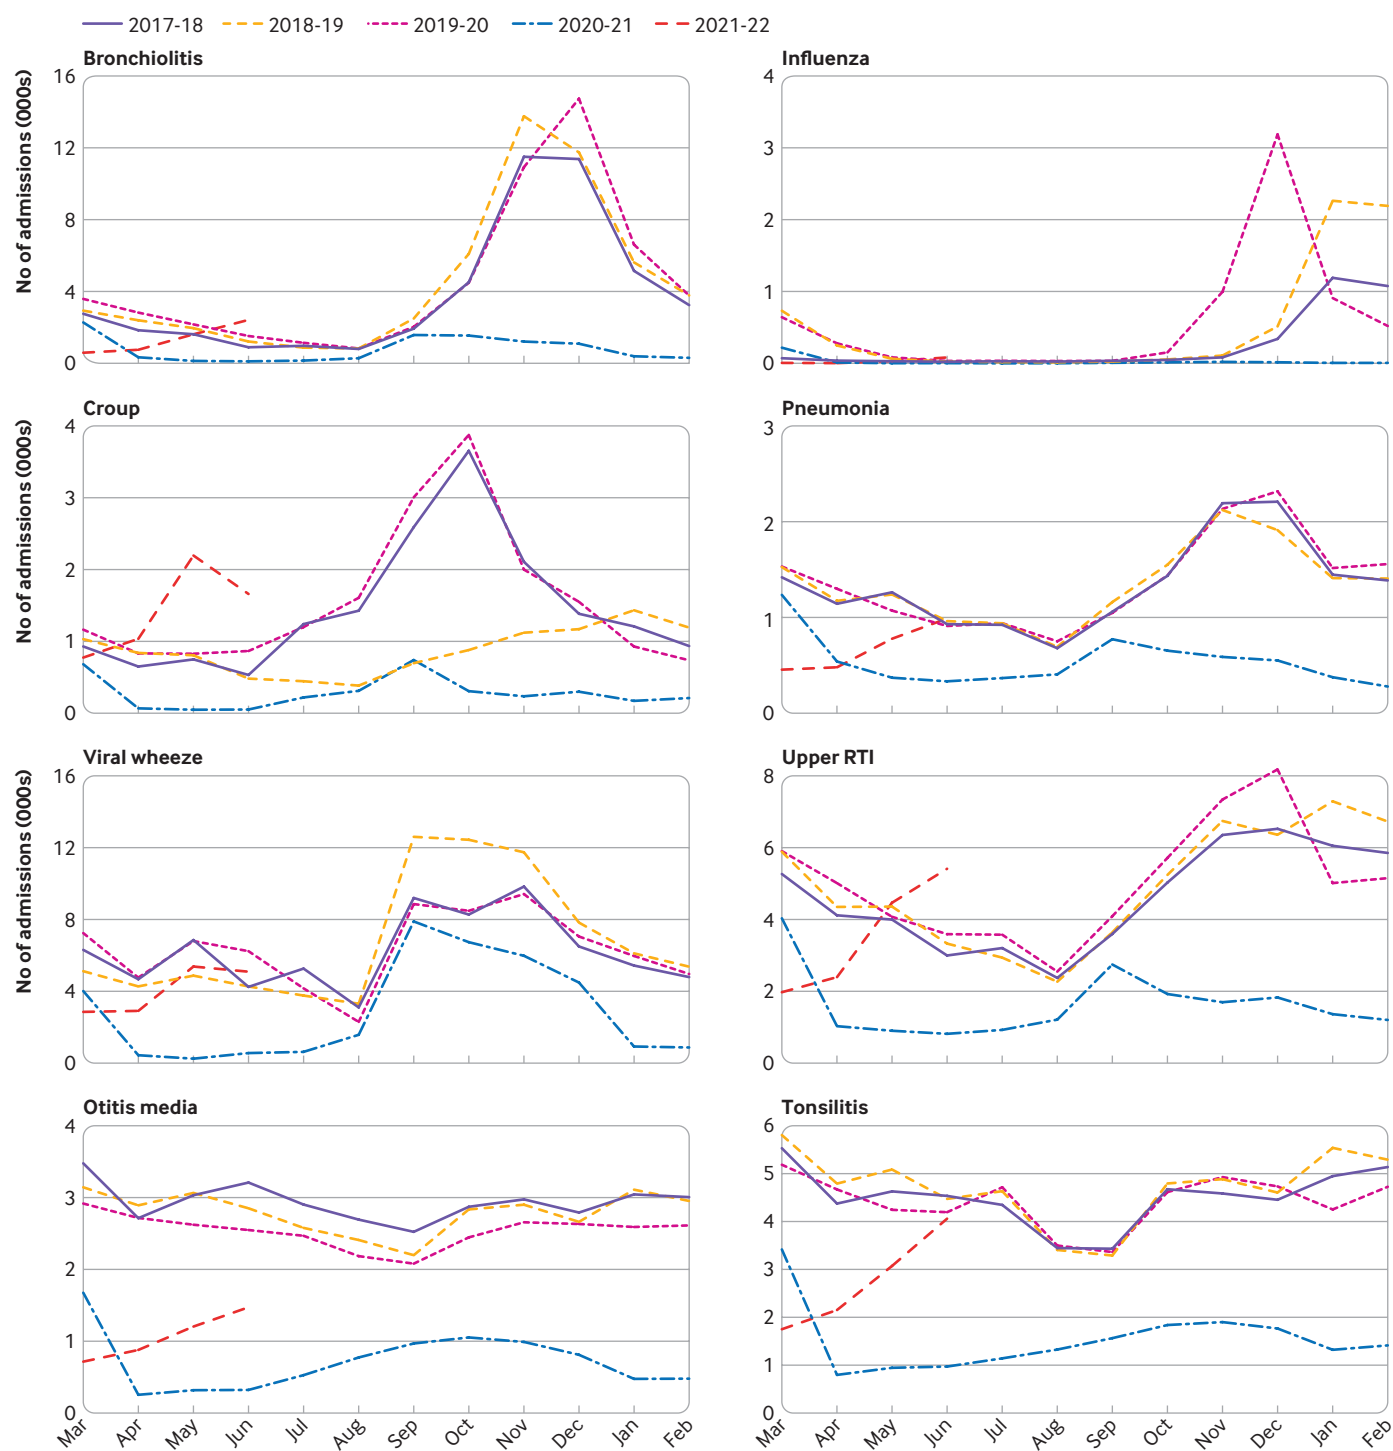 2017-18 2018-19 2019-20 2020-21 2021-22
Bronchiolitis
No of admissions (000s)
16
12
8
4
0
Influenza
4
3
2
1
0
Croup
No of admissions (000s)
4
3
2
1
0
Pneumonia
3
2
1
0
Viral wheeze
No of admissions (000s)
16
12
8
4
0
Upper RTI
8
6
4
2
0
Otitis media
4
3
2
1
0
Mar Apr May Jun Jul Aug Sep Oct Nov Dec Jan Feb
Tonsilitis
6
5
4
3
2
1
0
Mar Apr May Jun Jul Aug Sep Oct Nov Dec Jan Feb